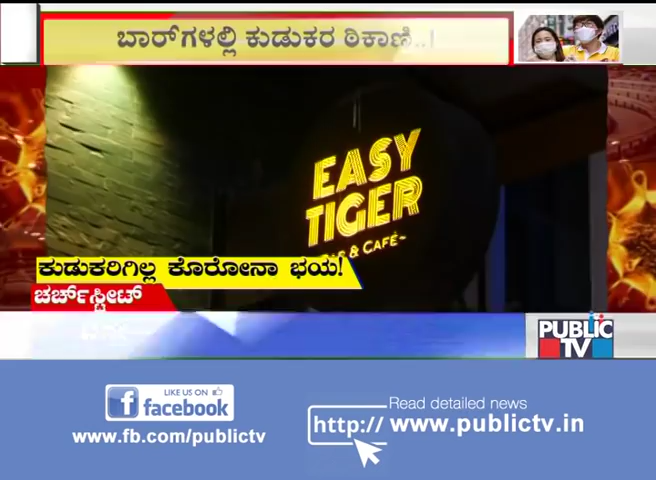 ಬಾರ್‌ಗಳಲ್ಲಿ ಕುಡುಕರ ಠಿಕಾಣಿ..!
EASY
TIGER
& CAFÉ~
ಕುಡುಕರಿಗಿಲ್ಲ ಕೊರೋನಾ ಭಯ!
ಚರ್ಚ್‌ಸ್ಟ್ರೀಟ್
PUBLIC
TV
LIKE US ON
facebook
www.fb.com/publictv
Read detailed news
http:// www.publictv.in